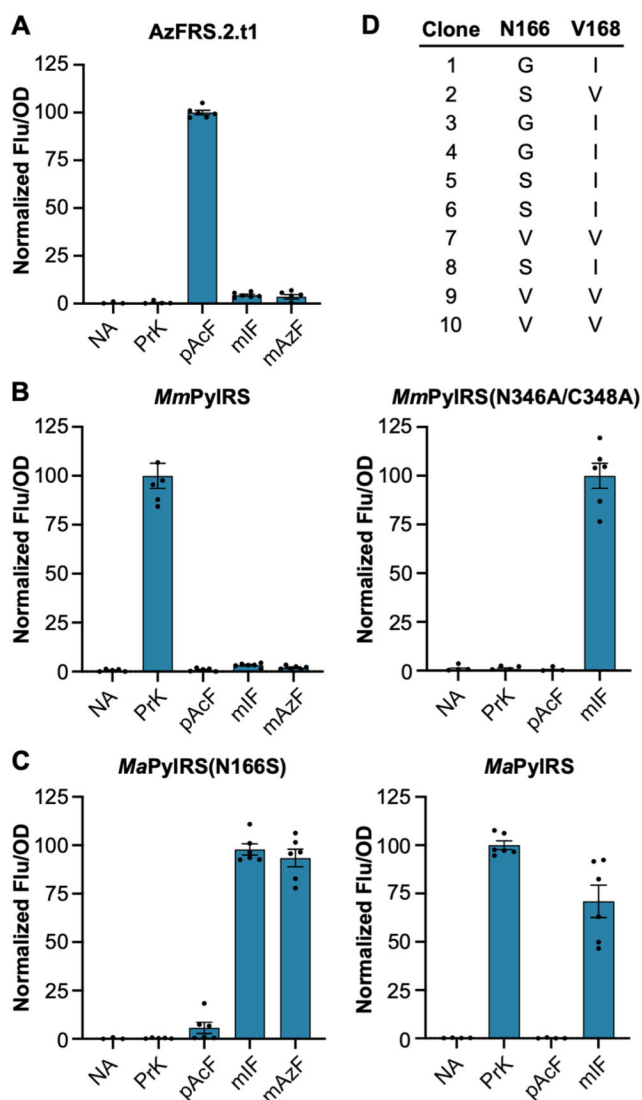 A
AzFRS.2.t1
Normalized Flu/OD
125
100
75
50
25
0
NA
PrK
pAcF
mIF
mAzF
D
Clone N166 V168
1 G I
2 S V
3 G I
4 G I
5 S I
6 S I
7 V V
8 S I
9 V V
10 V V
B
MmPylRS
Normalized Flu/OD
125
100
75
50
25
0
NA
PrK
pAcF
mIF
mAzF
MmPylRS(N346A/C348A)
Normalized Flu/OD
125
100
75
50
25
0
NA
PrK
pAcF
mIF
C
MaPylRS(N166S)
Normalized Flu/OD
125
100
75
50
25
0
NA
PrK
pAcF
mIF
mAzF
MaPylRS
Normalized Flu/OD
125
100
75
50
25
0
NA
PrK
pAcF
mIF